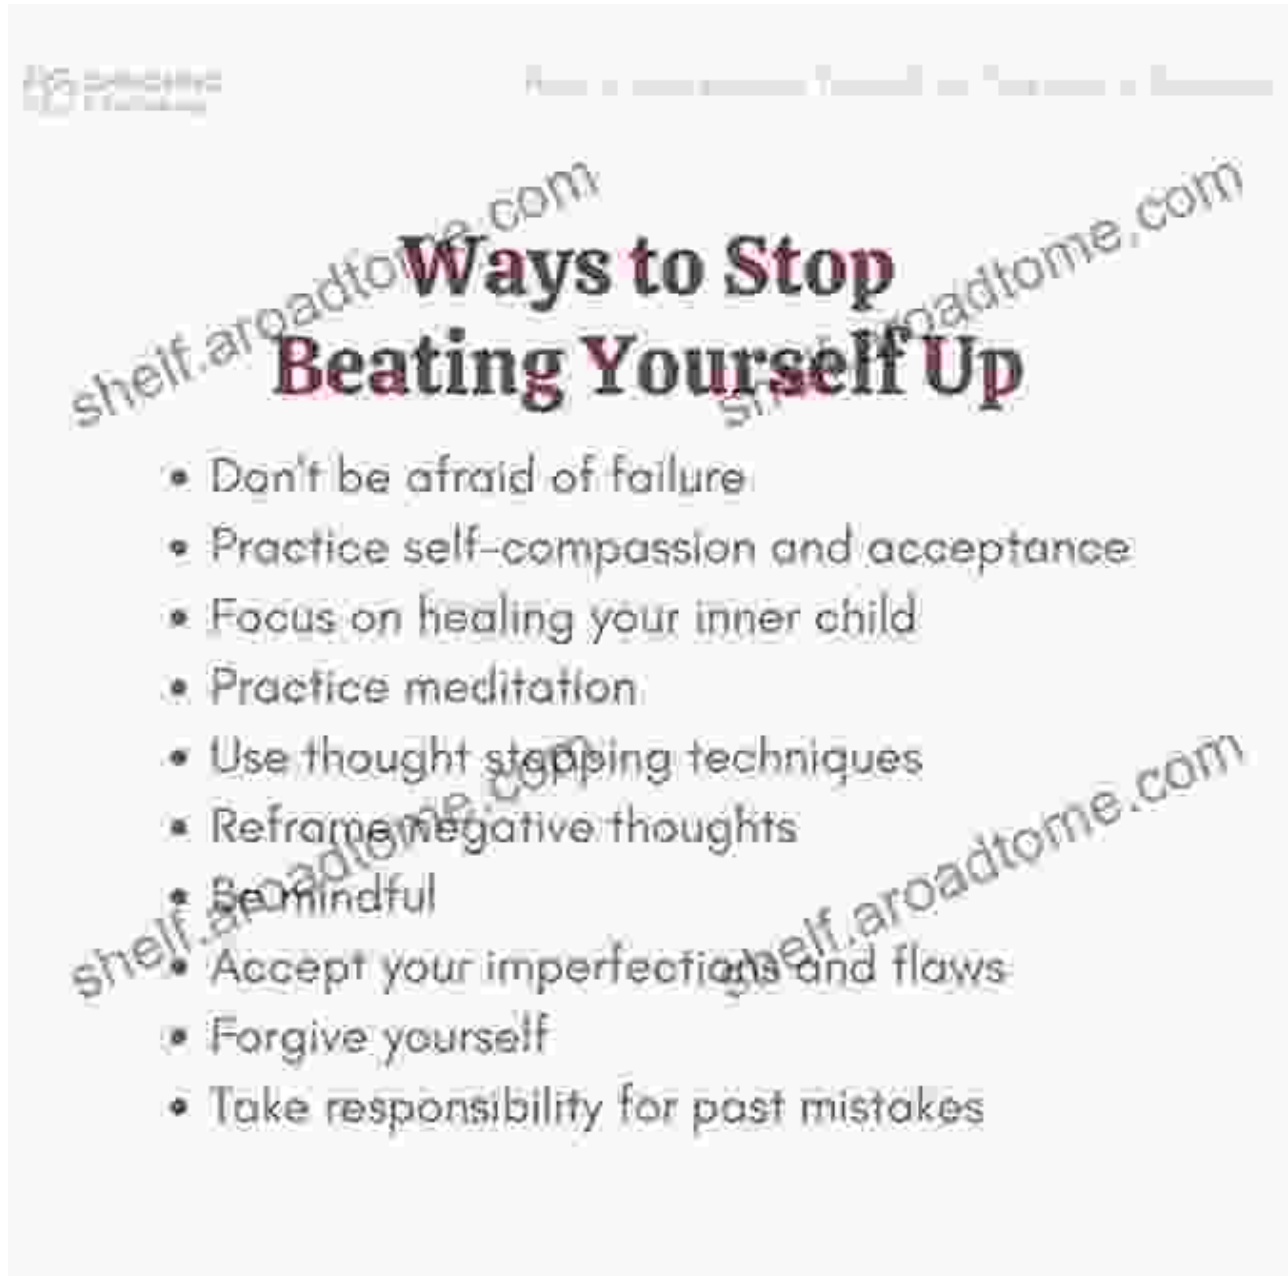 shelf.aroadtome.com
shelf.aroadtome.com
Ways to Stop
Beating Yourself Up
• Don't be afraid of failure
• Practice self-compassion and acceptance
• Focus on healing your inner child
• Practice meditation
• Use thought stopping techniques
• Reframe negative thoughts
• Be mindful
• Accept your imperfections and flaws
• Forgive yourself
• Take responsibility for past mistakes
shelf.aroadtome.com
shelf.aroadtome.com